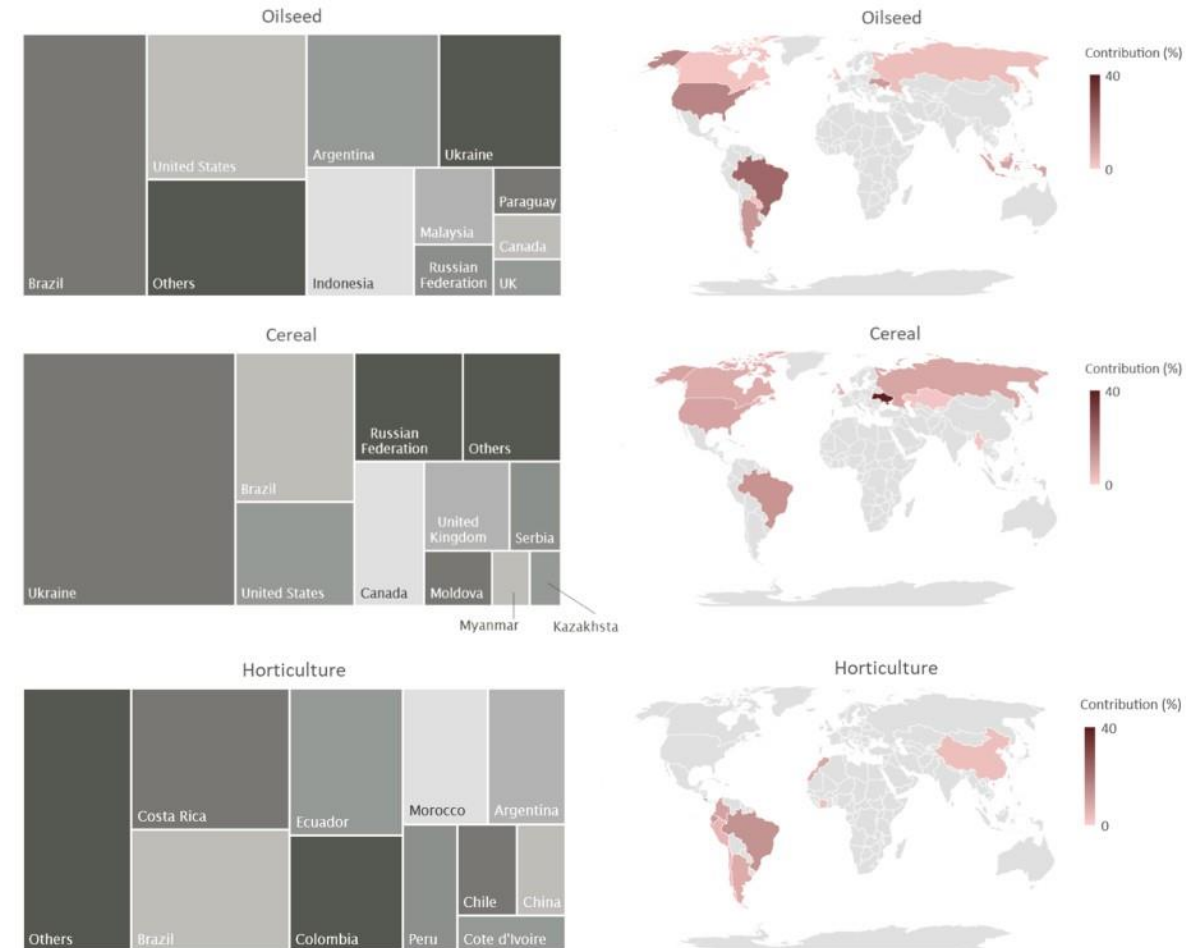 Oilseed
Brazil
United States
Others
Argentina
Ukraine
Indonesia
Malaysia
Russian
Federation
Paraguay
Canada
UK
Oilseed
Contribution (%)
40
0
Cereal
Ukraine
Brazil
United States
Russian
Federation
Others
Canada
United
Kingdom
Serbia
Moldova
Myanmar
Kazakhsta
Cereal
Contribution (%)
40
0
Horticulture
Others
Costa Rica
Brazil
Ecuador
Colombia
Morocco
Argentina
Peru
Chile
China
Cote d'Ivoire
Horticulture
Contribution (%)
40
0